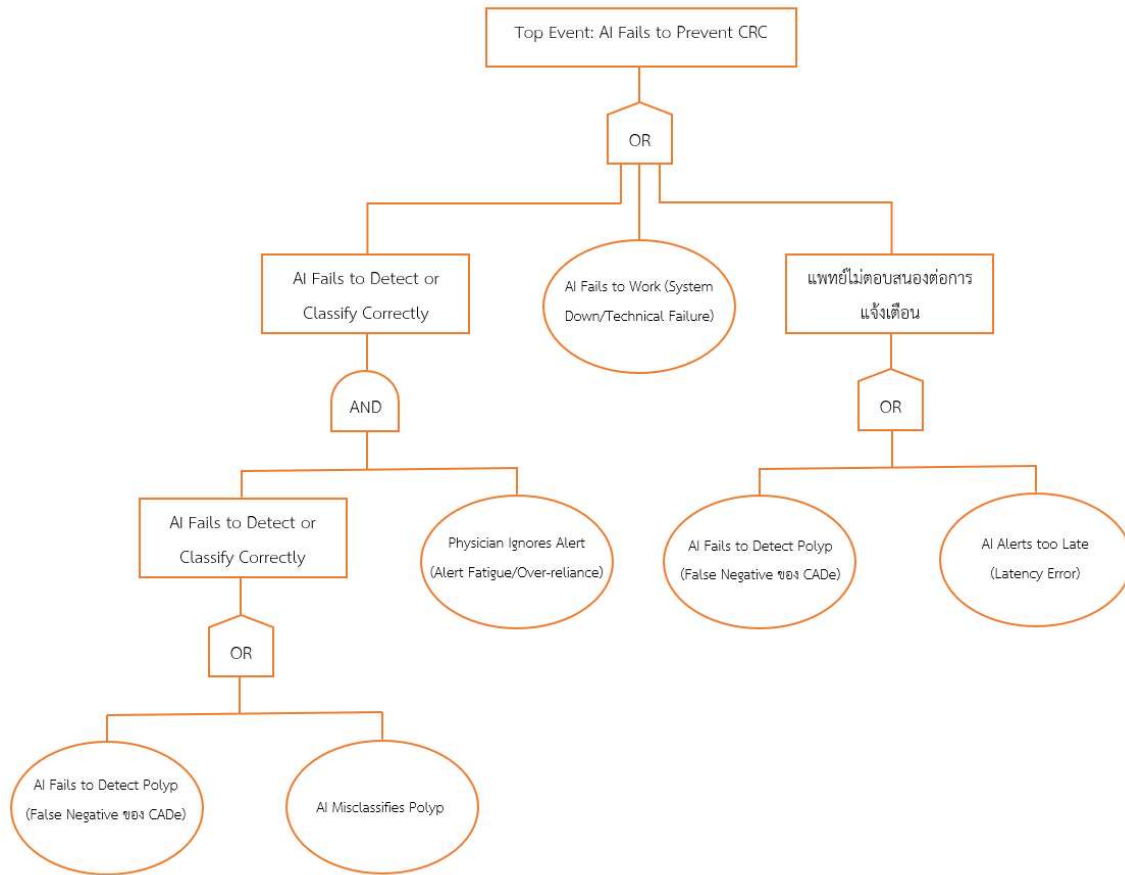 Top Event: AI Fails to Prevent CRC
OR
AI Fails to Detect or
Classify Correctly
AI Fails to Work (System
Down/Technical Failure)
แพทย์ไม่ตอบสนองต่อการ
แจ้งเตือน
AND
OR
AI Fails to Detect or
Classify Correctly
Physician Ignores Alert
(Alert Fatigue/Over-reliance)
AI Fails to Detect Polyp
(False Negative ของ CADe)
AI Alerts too Late
(Latency Error)
OR
AI Fails to Detect Polyp
(False Negative ของ CADe)
AI Misclassifies Polyp